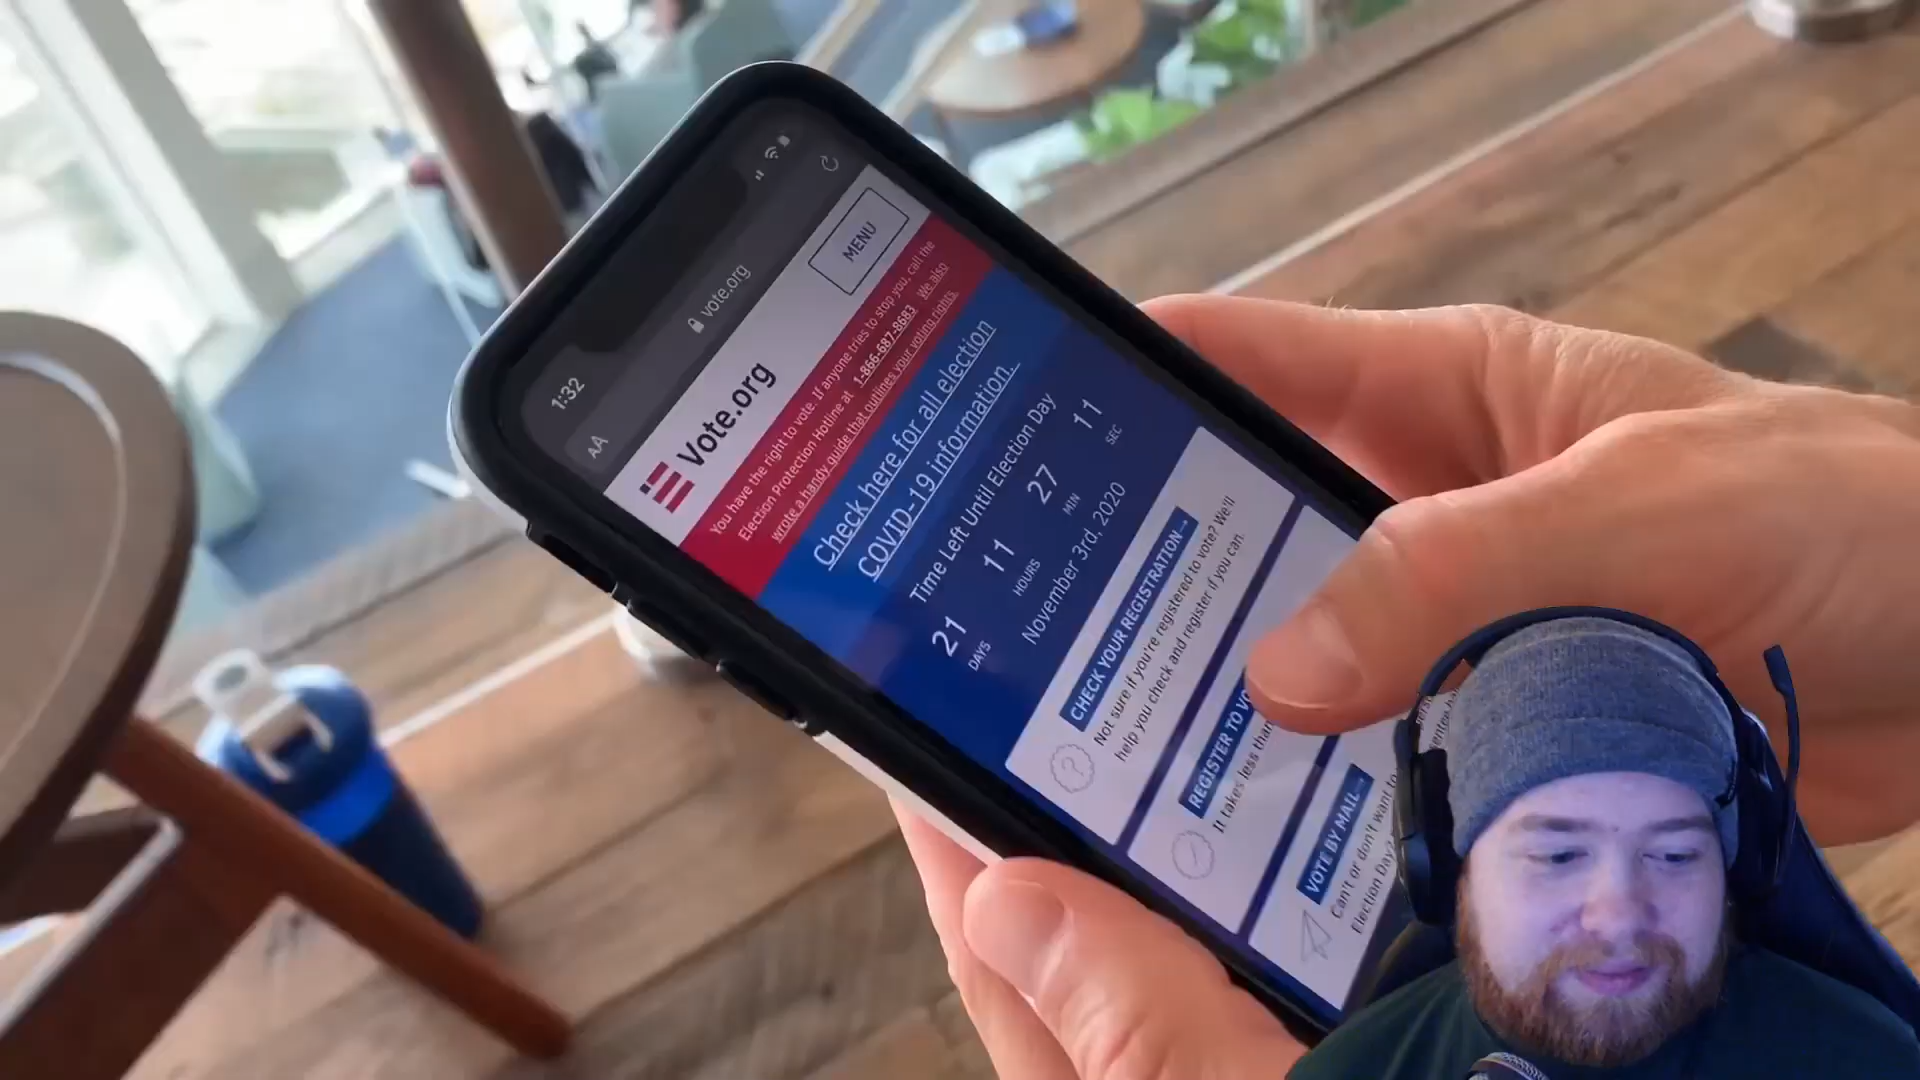 1:32
AA
vote.org
Vote.org
MENU
You have the right to vote. If anyone tries to stop you, call the
Election Protection Hotline at 1-866-687-8683 We also
wrote a handy guide that outlines your voting rights.
Check here for all election
COVID-19 information.
Time Left Until Election Day
21 11 27 11
DAYS HOURS MIN SEC
November 3rd, 2020
CHECK YOUR REGISTRATION→
Not sure if you're registered to vote? We'll
help you check and register if you can.
REGISTER TO VO
It takes less than
VOTE BY MAIL→
Can't or don't want to
Election Day?